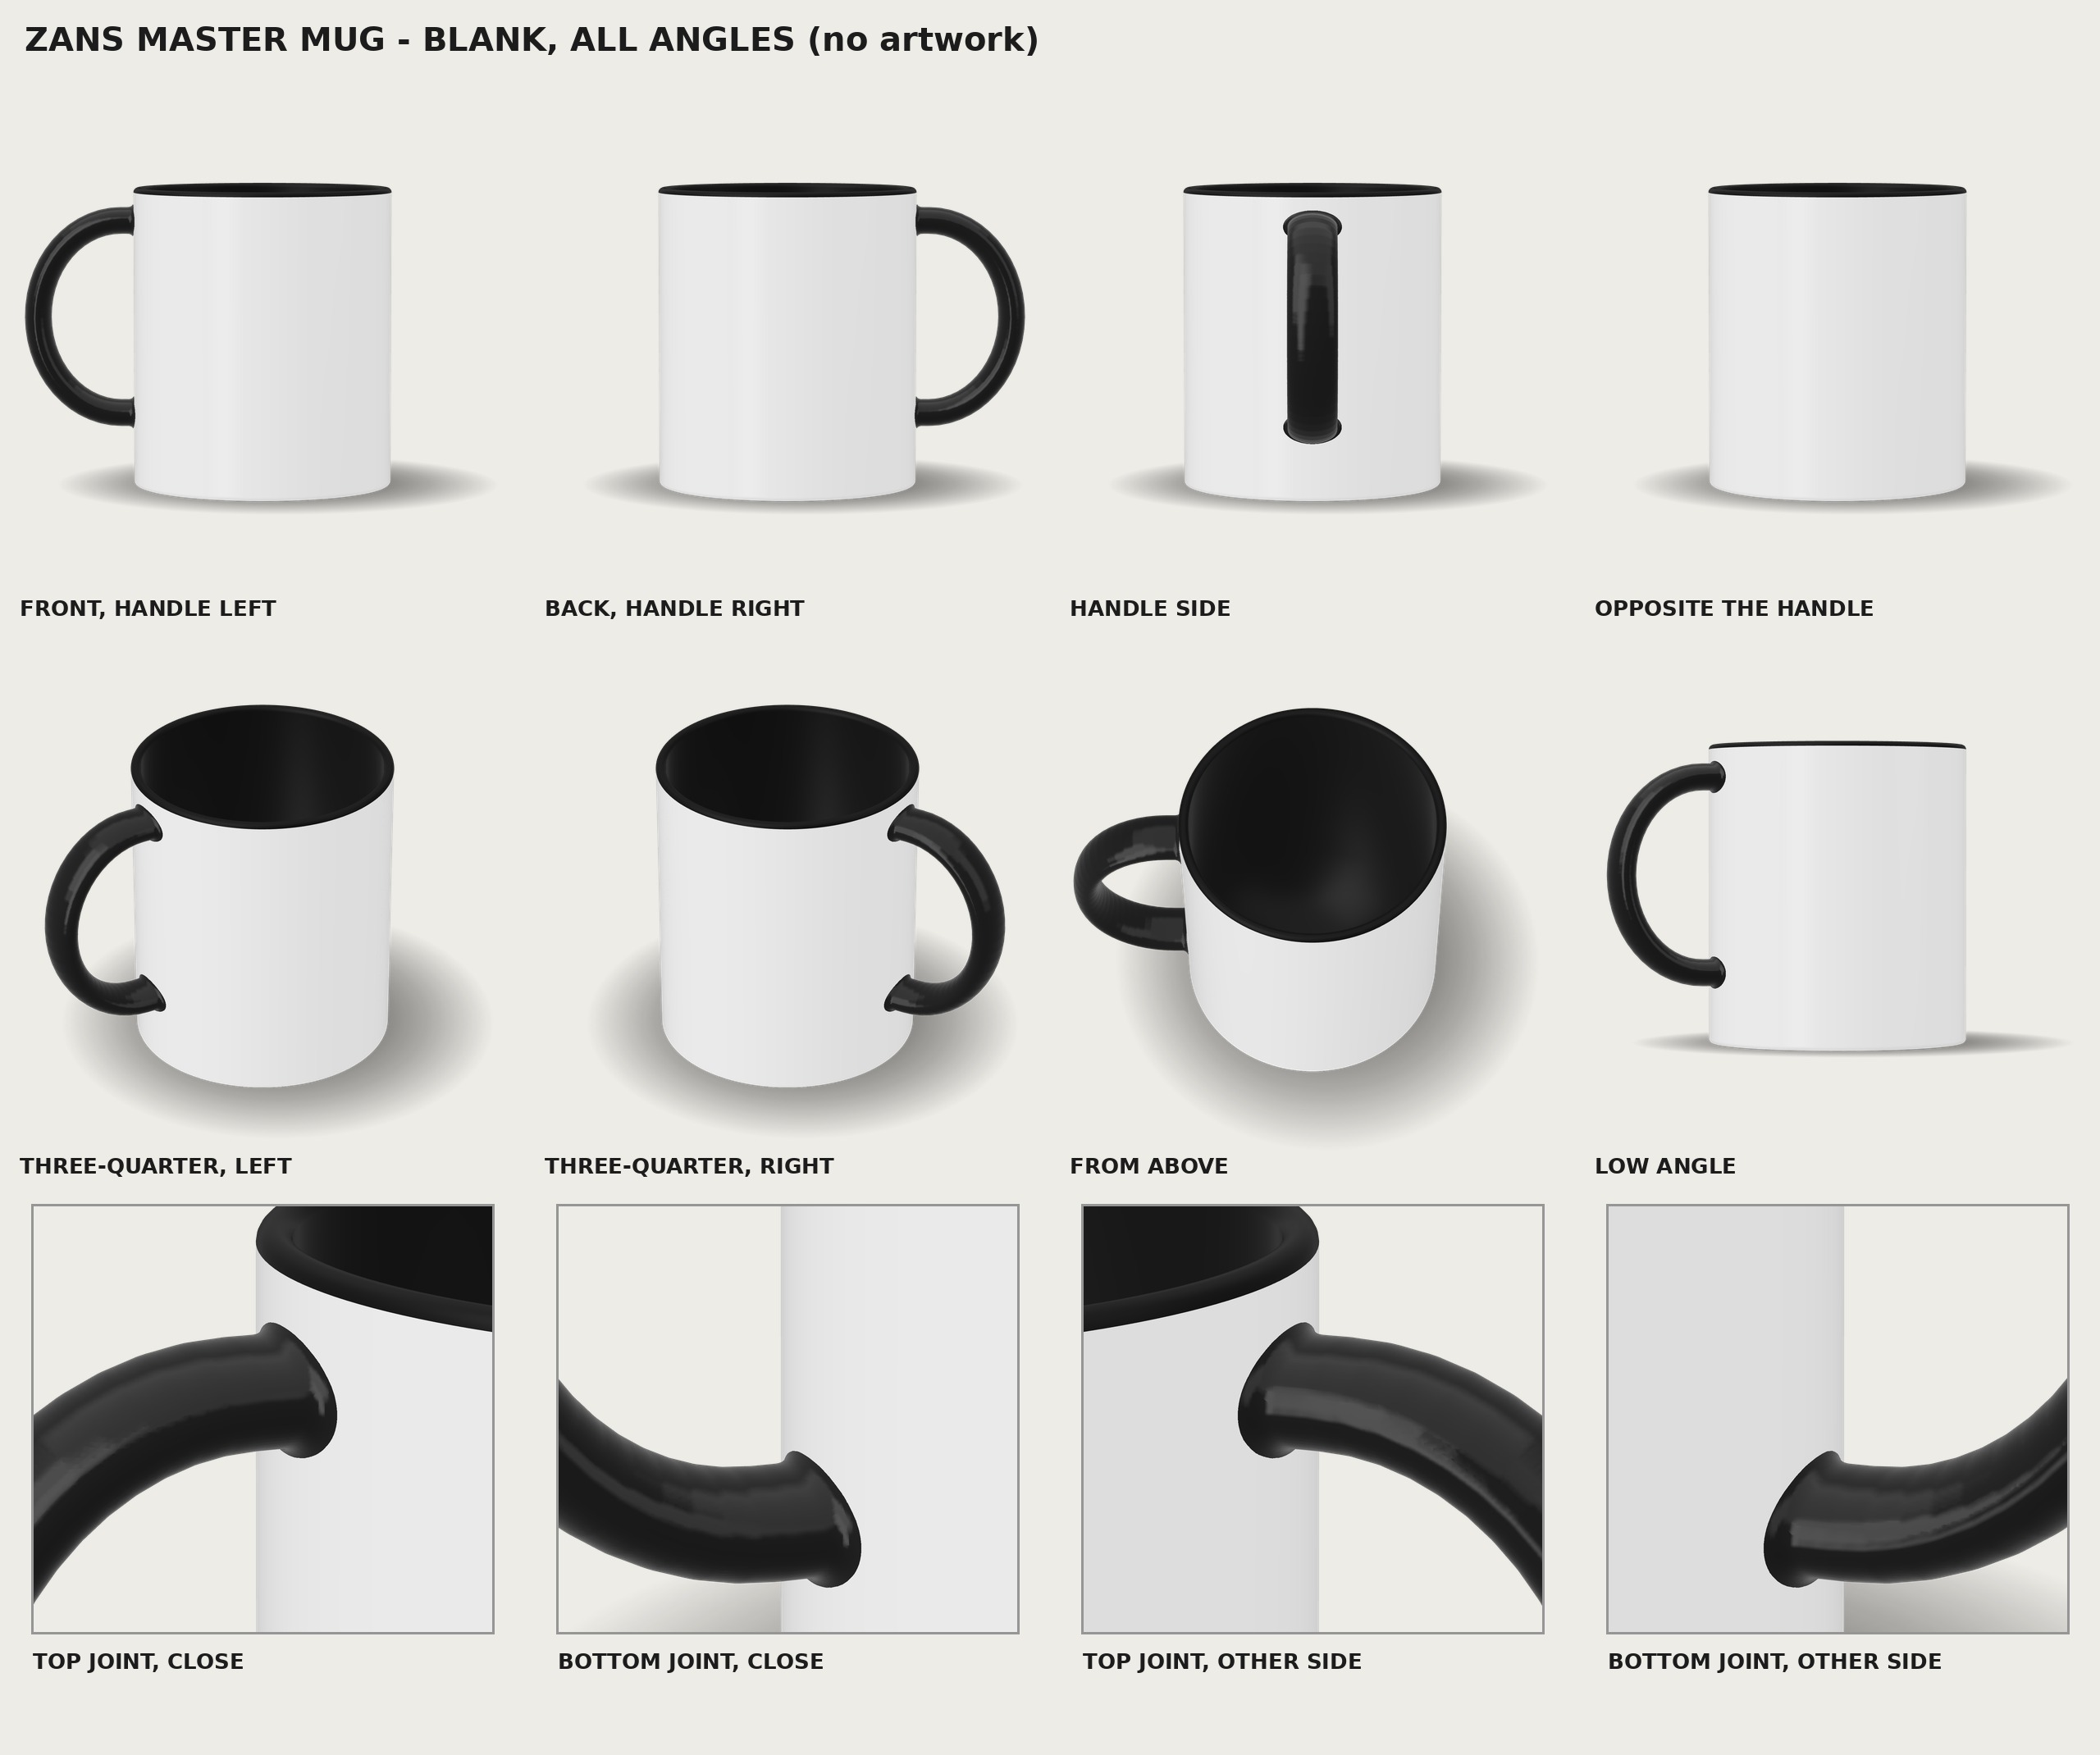 ZANS MASTER MUG - BLANK, ALL ANGLES (no artwork)
FRONT, HANDLE LEFT
BACK, HANDLE RIGHT
HANDLE SIDE
OPPOSITE THE HANDLE
THREE-QUARTER, LEFT
THREE-QUARTER, RIGHT
FROM ABOVE
LOW ANGLE
TOP JOINT, CLOSE
BOTTOM JOINT, CLOSE
TOP JOINT, OTHER SIDE
BOTTOM JOINT, OTHER SIDE